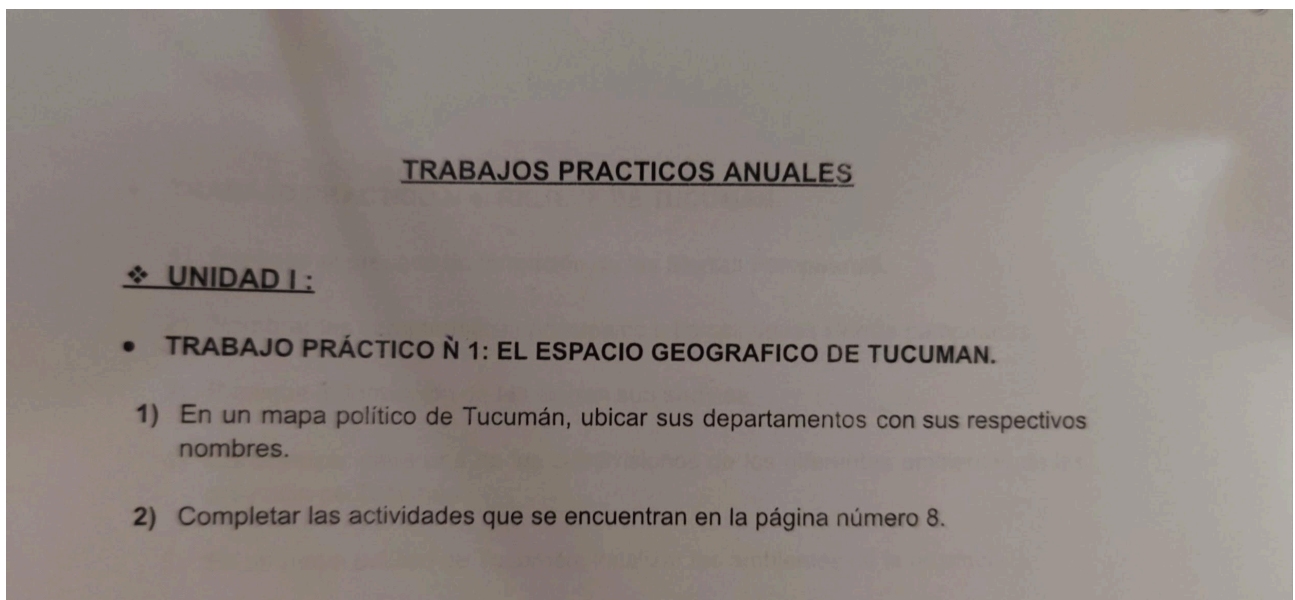 TRABAJOS PRACTICOS ANUALES
❖ UNIDAD I :
• TRABAJO PRÁCTICO Ǹ 1: EL ESPACIO GEOGRAFICO DE TUCUMAN.
1) En un mapa político de Tucumán, ubicar sus departamentos con sus respectivos
nombres.
2) Completar las actividades que se encuentran en la página número 8.